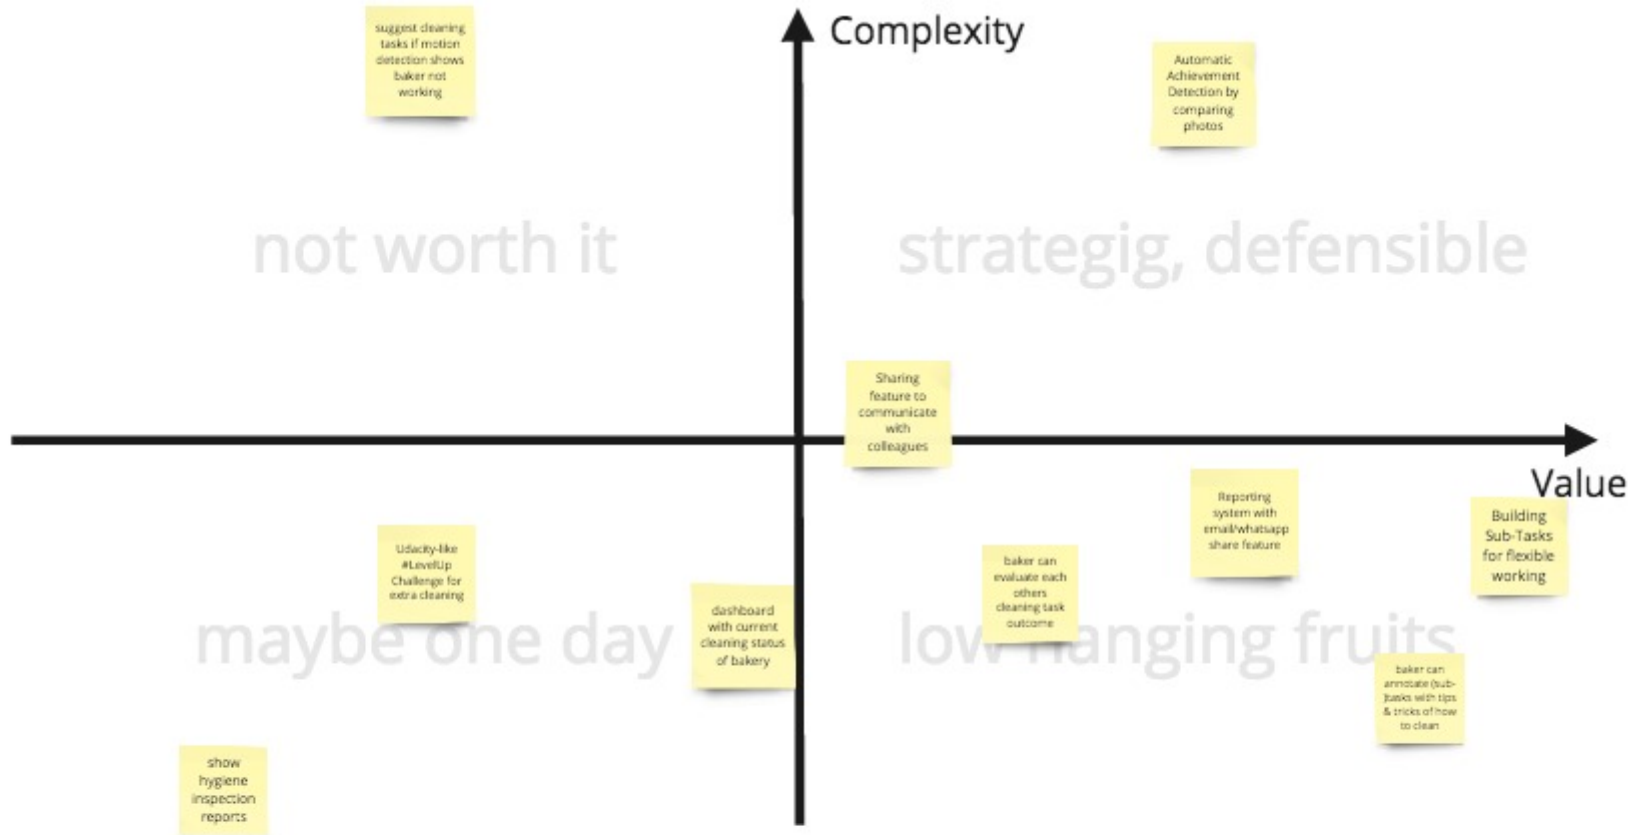 suggest cleaning
tasks if motion
detection shows
baker not
working
Complexity
Automatic
Achievement
Detection by
comparing
photos
not worth it
strategig, defensible
Sharing
feature to
communicate
with
colleagues
Value
Reporting
system with
email/whatsapp
share feature
Building
Sub-Tasks
for flexible
working
Udacity-like
#LevelUp
Challenge for
extra cleaning
baker can
evaluate each
others
cleaning task
outcome
dashboard
with current
cleaning status
of bakery
maybe one day
low hanging fruits
baker can
annotate (sub-
)tasks with tips
& tricks of how
to clean
show
hygiene
inspection
reports